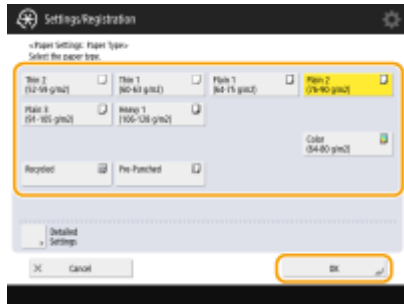 Settings/Registration
<Paper Settings: Paper Type>
Select the paper type.
Thin 2
(52-59 g/m2)
Thin 1
(60-63 g/m2)
Plain 1
(64-75 g/m2)
Plain 2
(76-90 g/m2)
Plain 3
(91-105 g/m2)
Heavy 1
(106-128 g/m2)
Color
(64-80 g/m2)
Recycled
Pre-Punched
Detailed
Settings
Cancel
OK